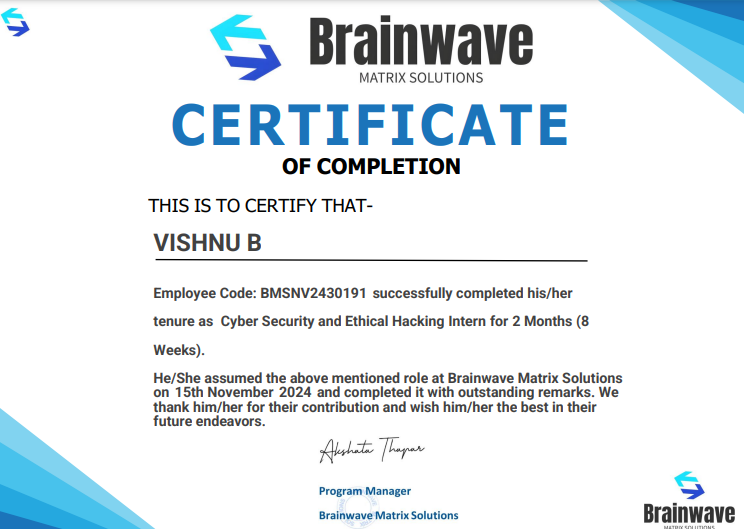 Brainwave
MATRIX SOLUTIONS
CERTIFICATE
OF COMPLETION
THIS IS TO CERTIFY THAT-
VISHNU B
Employee Code: BMSNV2430191 successfully completed his/her
tenure as Cyber Security and Ethical Hacking Intern for 2 Months (8
Weeks).
He/She assumed the above mentioned role at Brainwave Matrix Solutions
on 15th November 2024 and completed it with outstanding remarks. We
thank him/her for their contribution and wish him/her the best in their
future endeavors.
Akshata Thapar
Program Manager
Brainwave Matrix Solutions
Brainwave
MATRIX SOLUTIONS